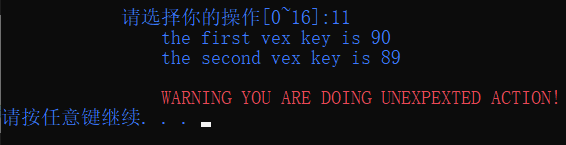 请选择你的操作[0~16]:11
the first vex key is 90
the second vex key is 89
WARNING YOU ARE DOING UNEXPEXTED ACTION!
请按任意键继续. . .